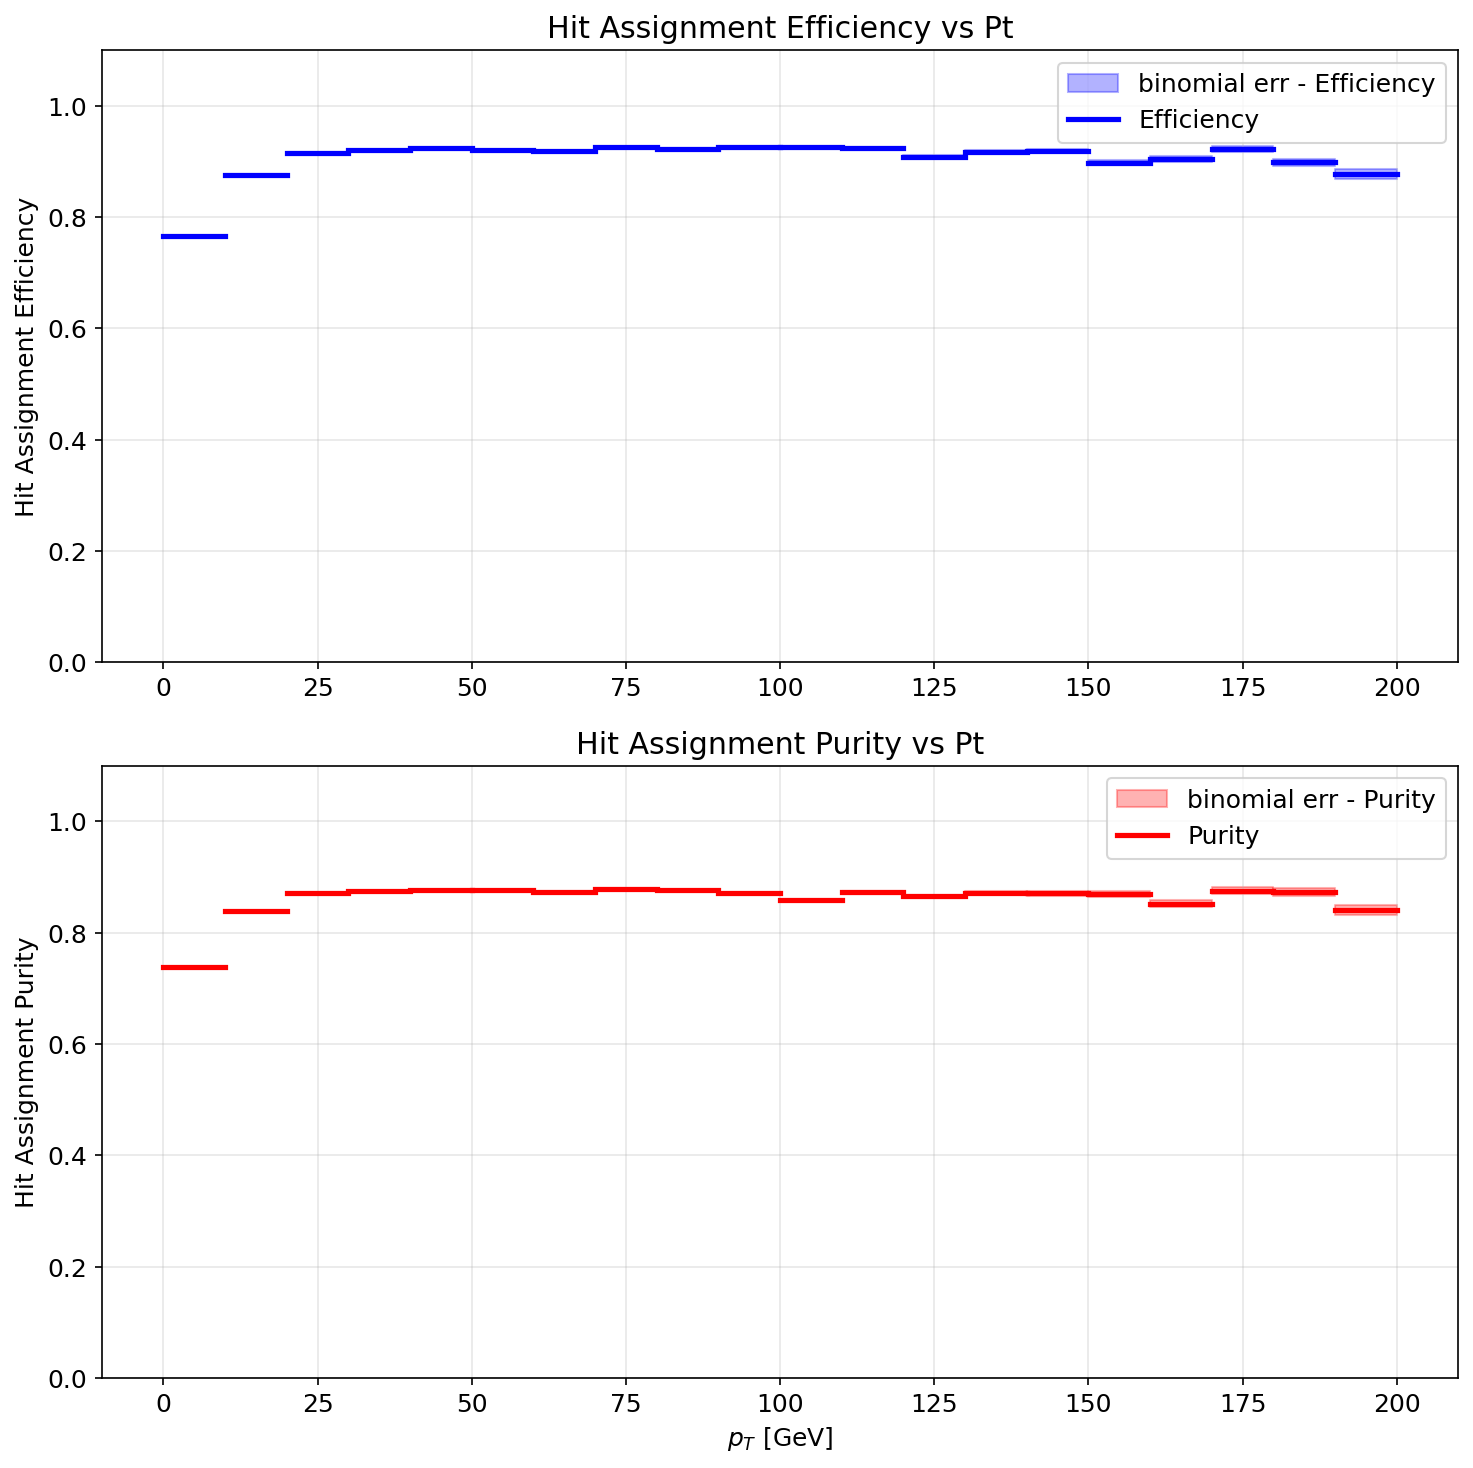 Hit Assignment Efficiency vs Pt
binomial err - Efficiency
Efficiency
Hit Assignment Efficiency
1.0
0.8
0.6
0.4
0.2
0.0
0 25 50 75 100 125 150 175 200
Hit Assignment Purity vs Pt
binomial err - Purity
Purity
Hit Assignment Purity
1.0
0.8
0.6
0.4
0.2
0.0
0 25 50 75 100 125 150 175 200
p_T [GeV]